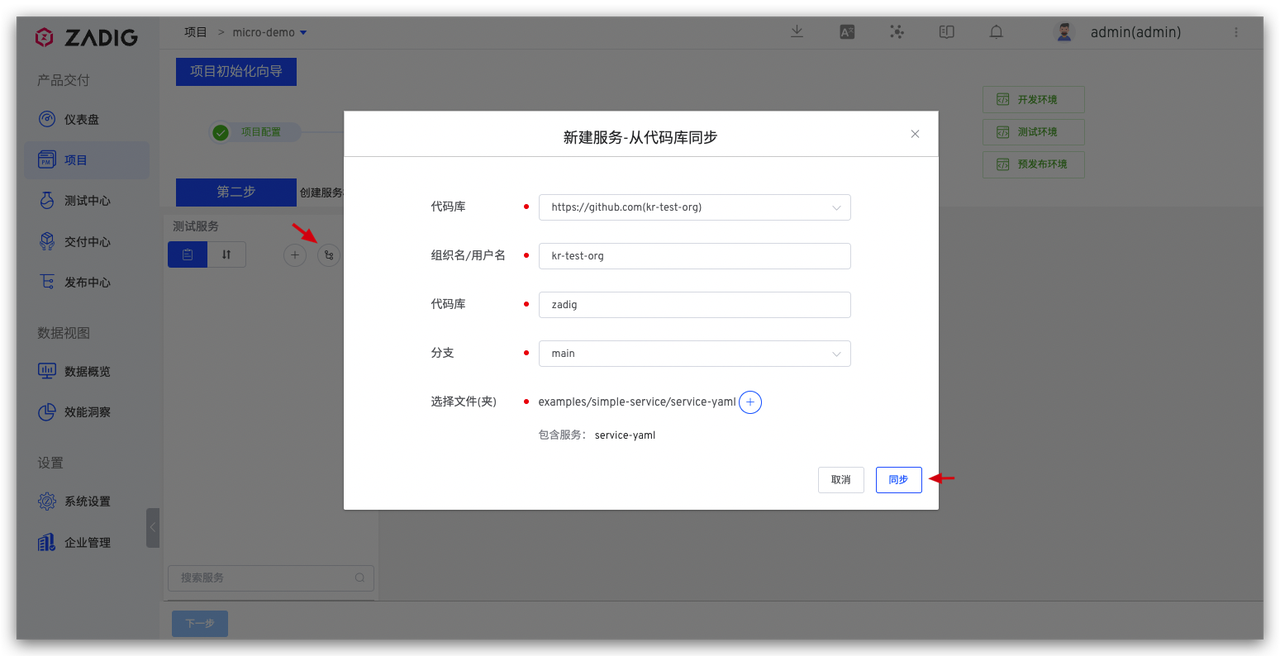 ZADIG
项目 > micro-demo
admin(admin)
产品交付
仪表盘
项目
测试中心
交付中心
发布中心
数据视图
数据概览
效能洞察
设置
系统设置
企业管理
项目初始化向导
项目配置
第二步
创建服务
测试服务
搜索服务
下一步
开发环境
测试环境
预发布环境
新建服务-从代码库同步
代码库 https://github.com(kr-test-org)
组织名/用户名 kr-test-org
代码库 zadig
分支 main
选择文件(夹) examples/simple-service/service-yaml
包含服务： service-yaml
取消 同步